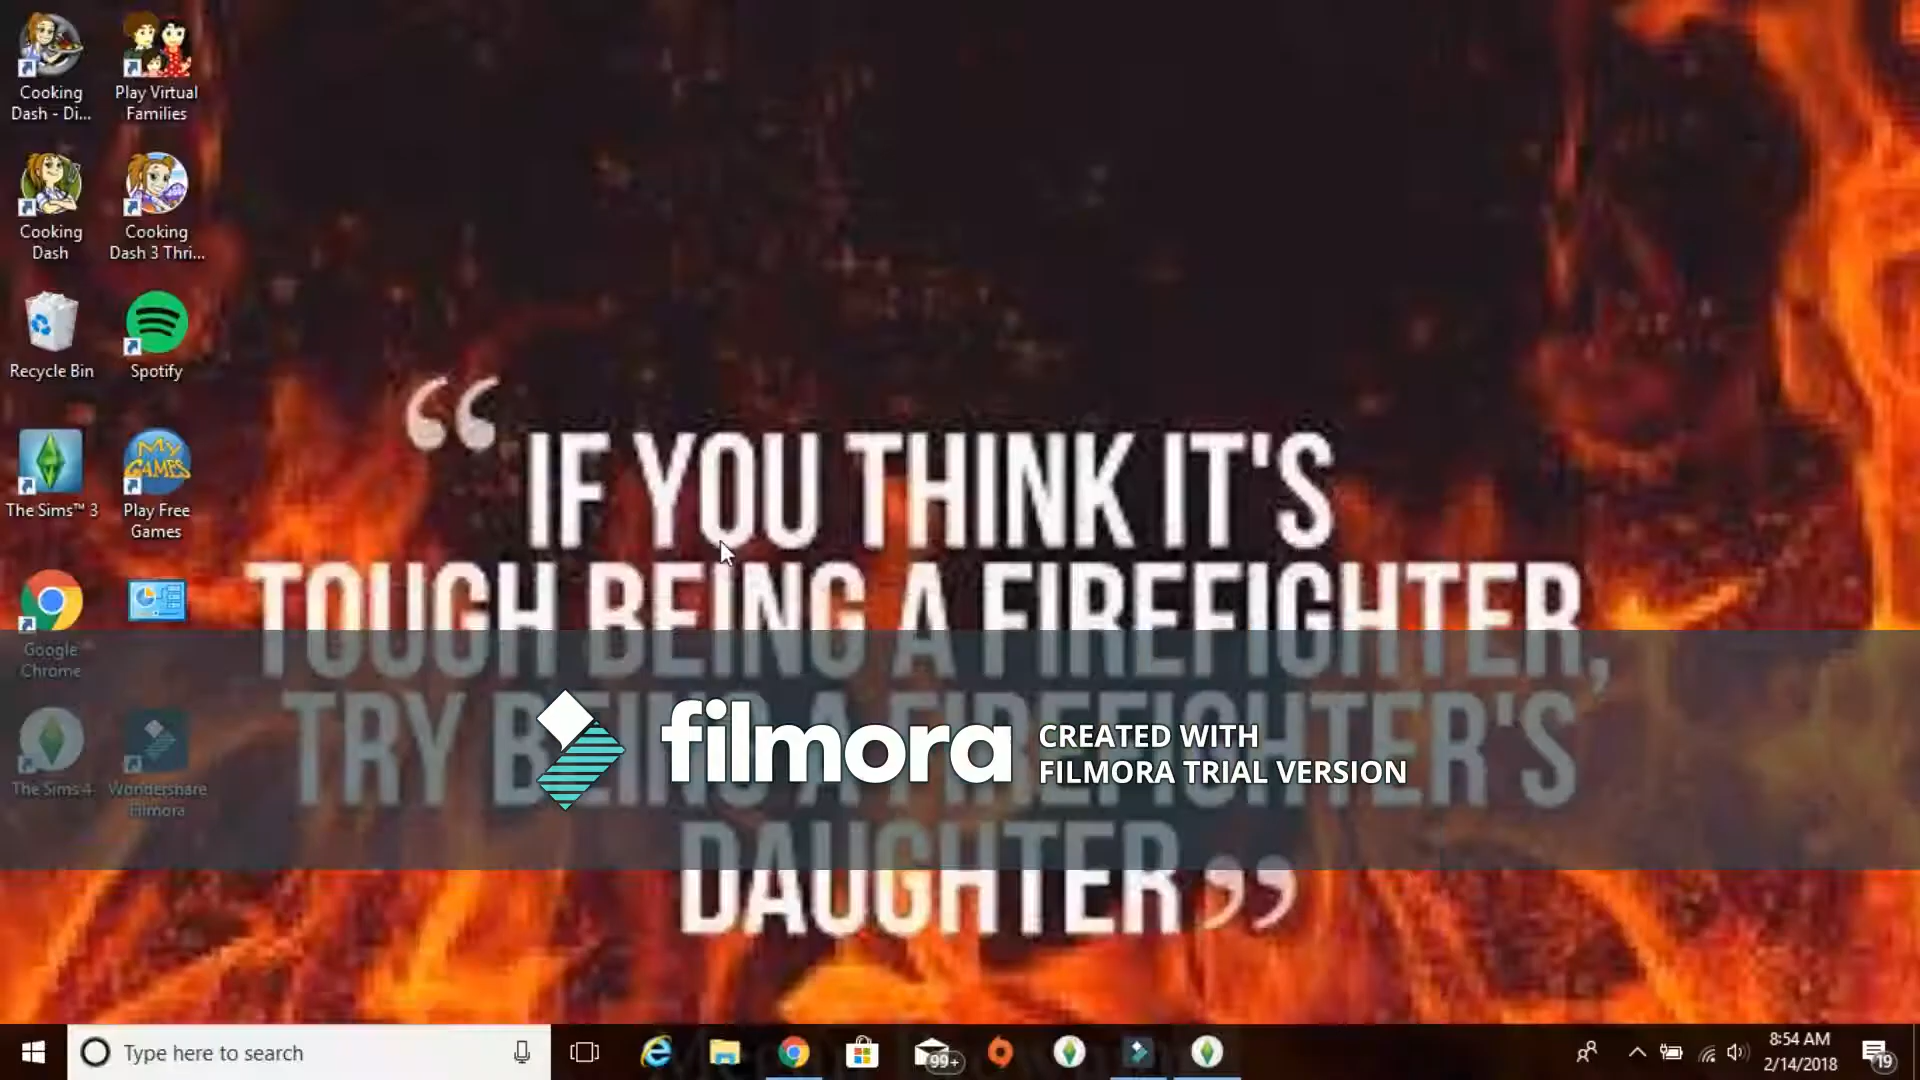 Cooking
Dash - Di...
Play Virtual
Families
Cooking
Dash
Cooking
Dash 3 Thri...
Recycle Bin
Spotify
The Sims™ 3
MY
GAMES
Play Free
Games
Google
Chrome
The Sims 4
Wondershare
Filmora
“IF YOU THINK IT'S
TOUGH BEING A FIREFIGHTER,
TRY BEING A FIREFIGHTER'S
DAUGHTER”
filmora
CREATED WITH
FILMORA TRIAL VERSION
Type here to search
99+
8:54 AM
2/14/2018
19